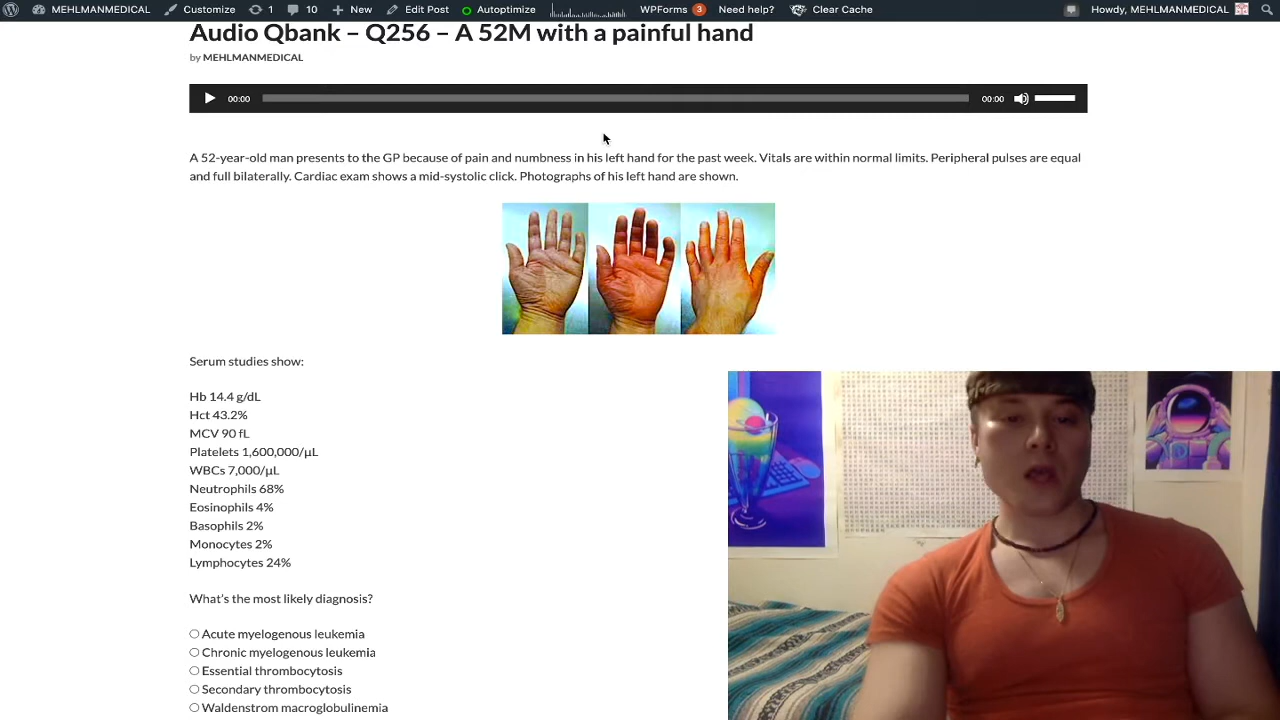 MEHLMANMEDICAL Customize 1 10 New Edit Post Autoptimize WPForms 3 Need help? Clear Cache Howdy, MEHLMANMEDICAL
Audio Qbank – Q256 – A 52M with a painful hand
by MEHLMANMEDICAL
00:00 00:00
A 52-year-old man presents to the GP because of pain and numbness in his left hand for the past week. Vitals are within normal limits. Peripheral pulses are equal
and full bilaterally. Cardiac exam shows a mid-systolic click. Photographs of his left hand are shown.
Serum studies show:
Hb 14.4 g/dL
Hct 43.2%
MCV 90 fL
Platelets 1,600,000/µL
WBCs 7,000/µL
Neutrophils 68%
Eosinophils 4%
Basophils 2%
Monocytes 2%
Lymphocytes 24%
What's the most likely diagnosis?
Acute myelogenous leukemia
Chronic myelogenous leukemia
Essential thrombocytosis
Secondary thrombocytosis
Waldenstrom macroglobulinemia